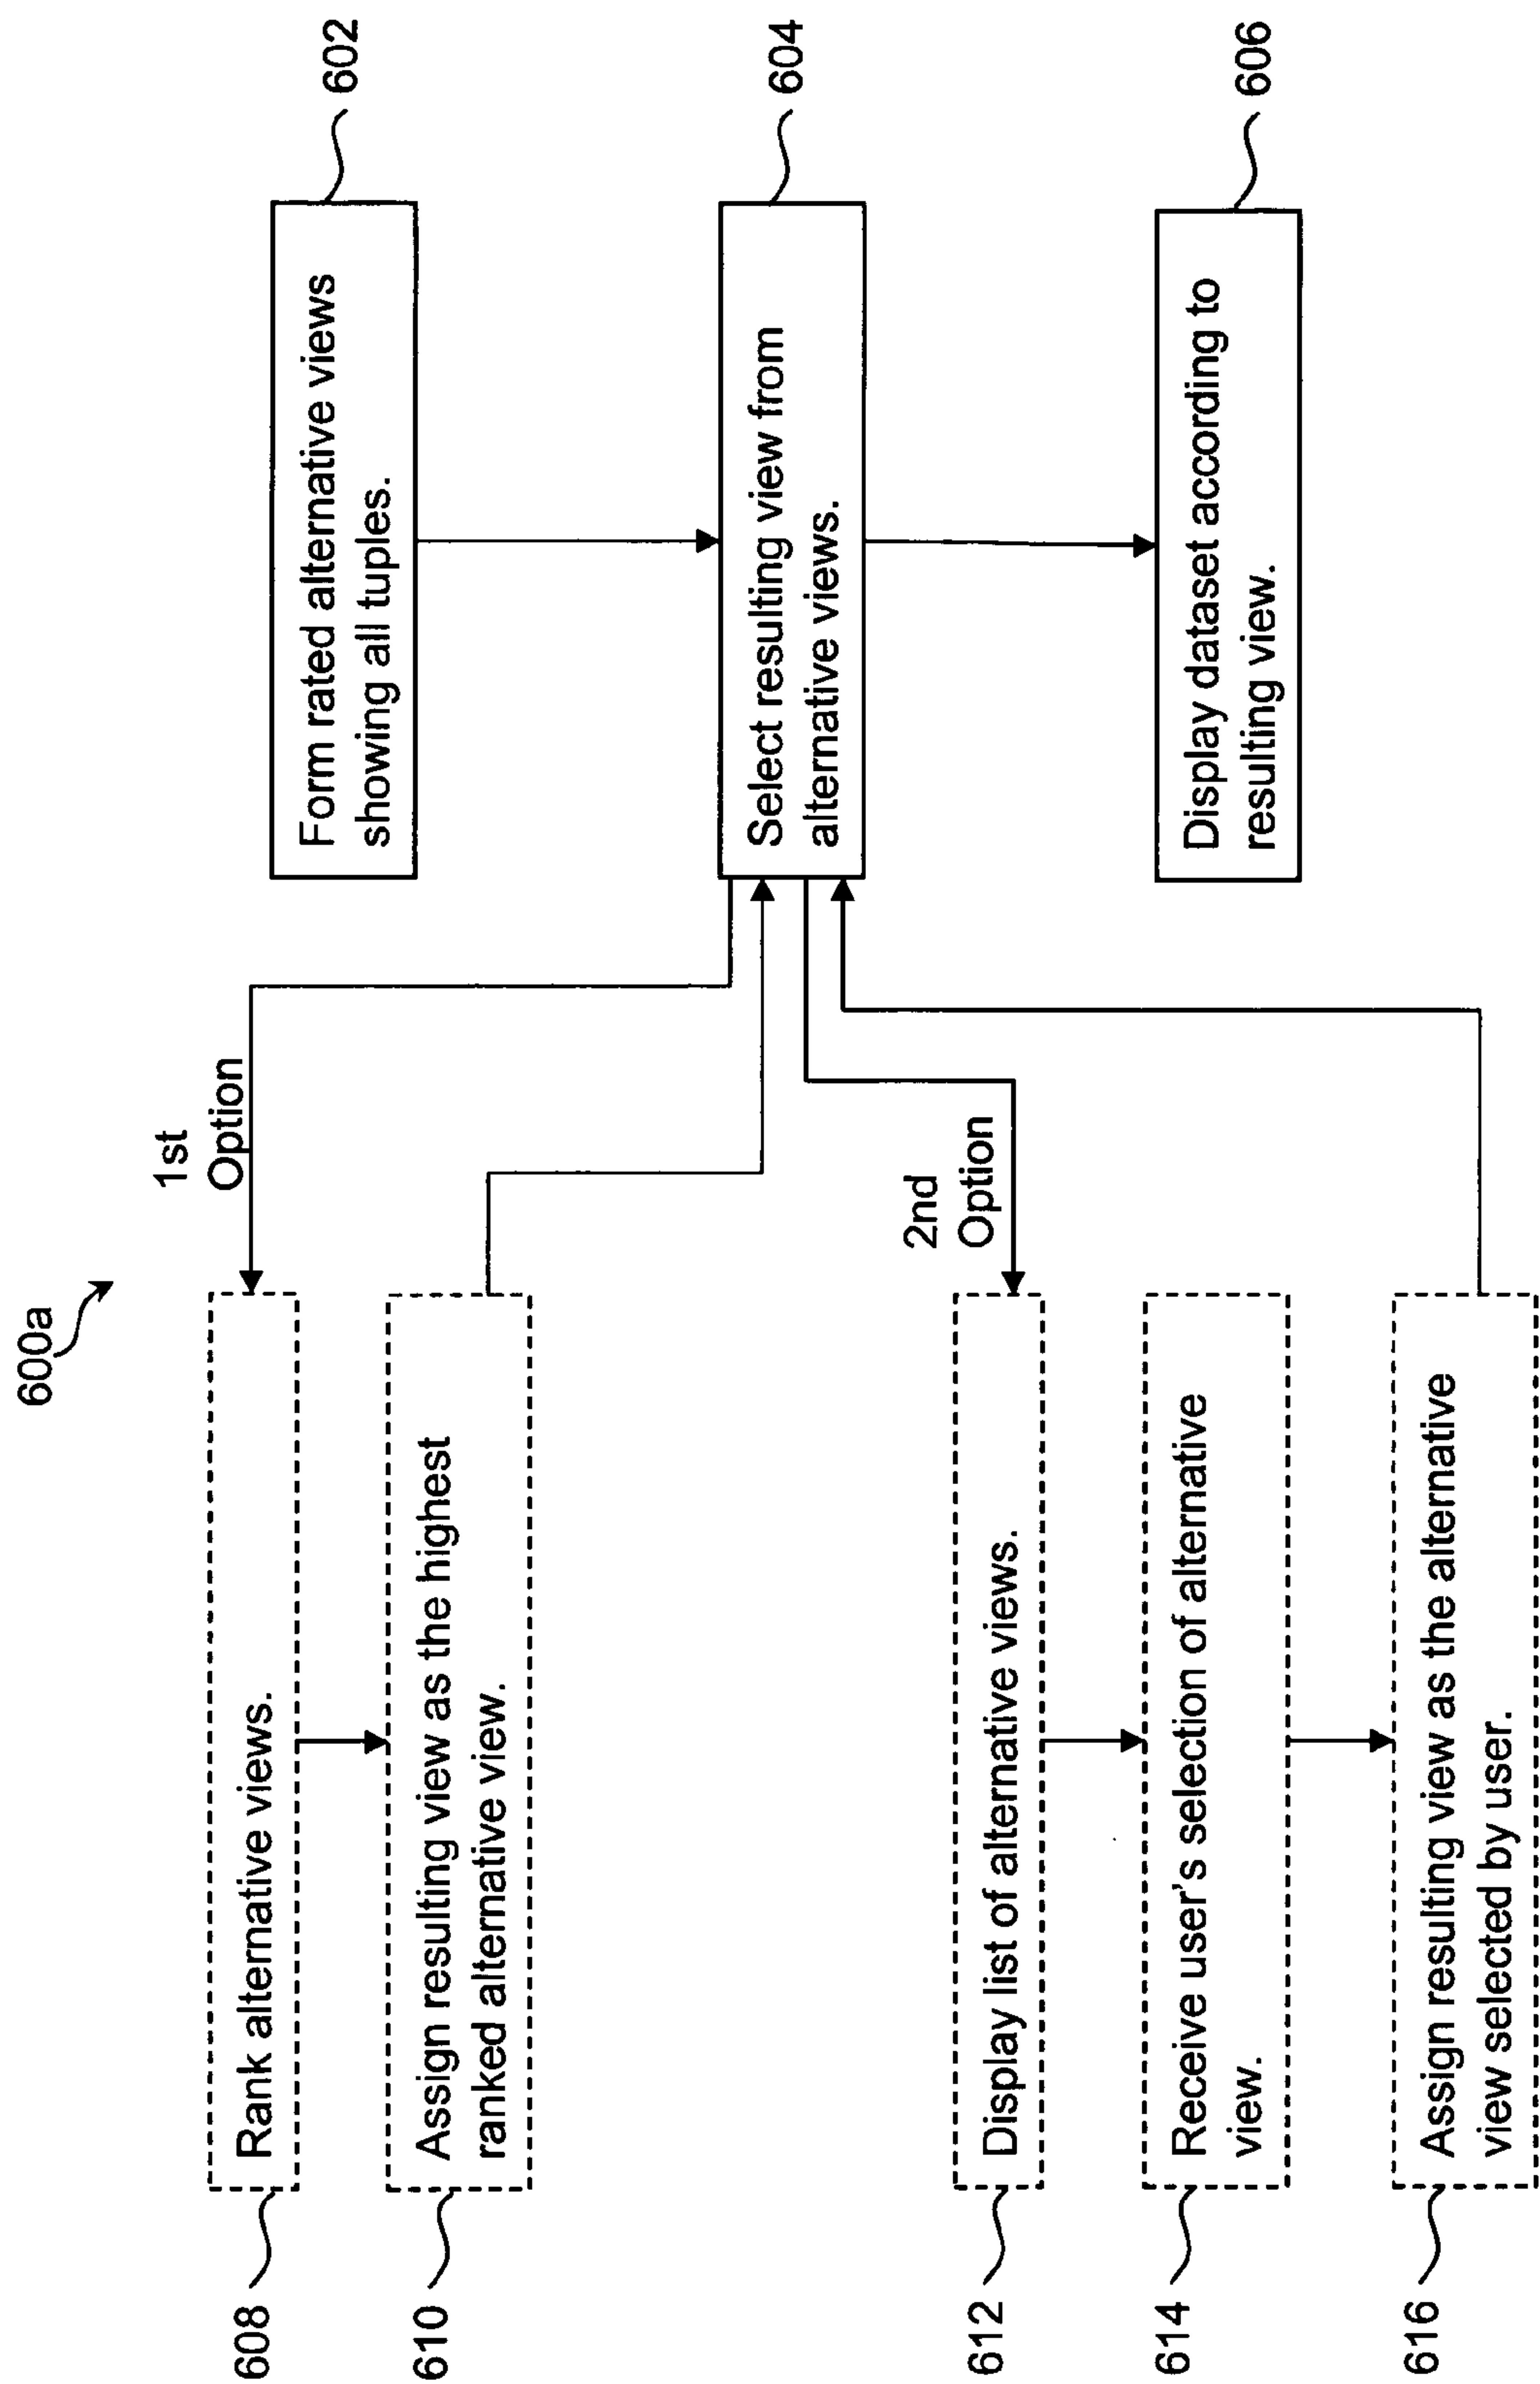 600a
608
Rank alternative views.
610
Assign resulting view as the highest
ranked alternative view.
1st
Option
Form rated alternative views
showing all tuples.
602
612
Display list of alternative views.
614
Receive user's selection of alternative
view.
616
Assign resulting view as the alternative
view selected by user.
2nd
Option
Select resulting view from
alternative views.
604
Display dataset according to
resulting view.
606